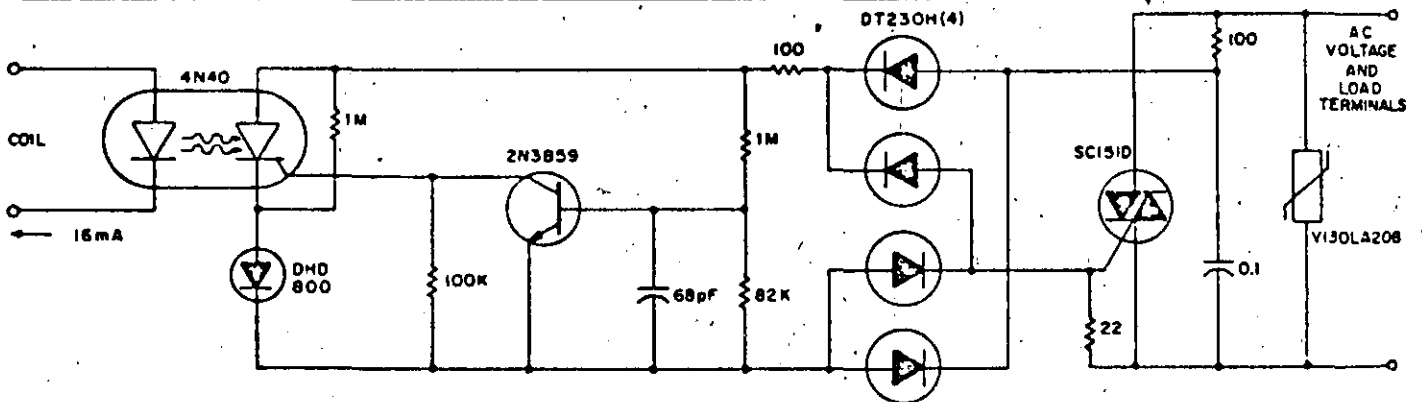 DT230H(4)
100
4N40
1M
COIL
16mA
DHD
800
100K
2N3859
68pF
1M
82K
SC151D
22
100
AC
VOLTAGE
AND
LOAD
TERMINALS
0.1
V130LA20B